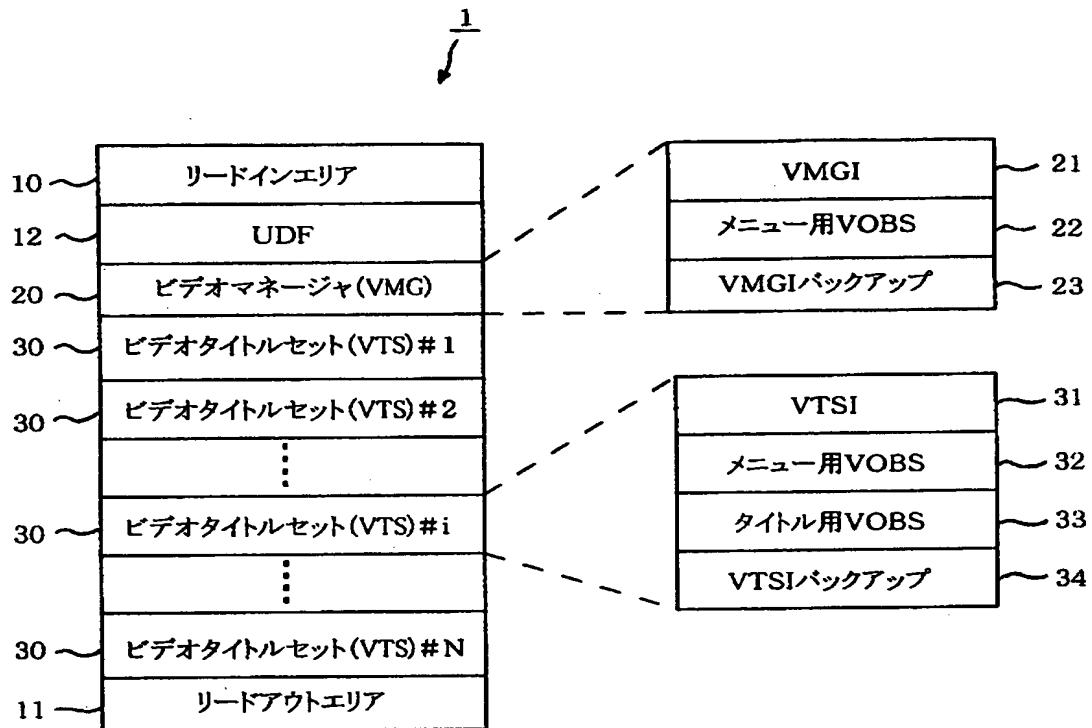 1
10 リードインエリア
12 UDF
20 ビデオマネージャ(VMG)
30 ビデオタイトルセット(VTS)#1
30 ビデオタイトルセット(VTS)#2
30 ビデオタイトルセット(VTS)#i
30 ビデオタイトルセット(VTS)#N
11 リードアウトエリア
VMGI 21
メニュー用VOBS 22
VMGIバックアップ 23
VTSI 31
メニュー用VOBS 32
タイトル用VOBS 33
VTSIバックアップ 34